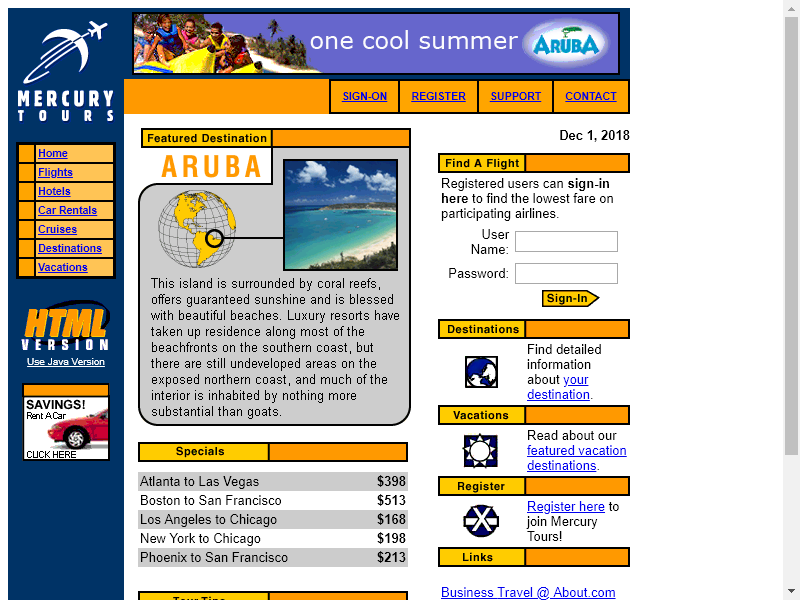 one cool summer ARUBA
MERCURY
TOURS
SIGN-ON REGISTER SUPPORT CONTACT
Home
Flights
Hotels
Car Rentals
Cruises
Destinations
Vacations
HTML
VERSION
Use Java Version
SAVINGS!
Rent A Car
CLICK HERE
Featured Destination
ARUBA
This island is surrounded by coral reefs,
offers guaranteed sunshine and is blessed
with beautiful beaches. Luxury resorts have
taken up residence along most of the
beachfronts on the southern coast, but
there are still undeveloped areas on the
exposed northern coast, and much of the
interior is inhabited by nothing more
substantial than goats.
Specials
Atlanta to Las Vegas $398
Boston to San Francisco $513
Los Angeles to Chicago $168
New York to Chicago $198
Phoenix to San Francisco $213
Tour Tips
Dec 1, 2018
Find A Flight
Registered users can sign-in
here to find the lowest fare on
participating airlines.
User
Name:
Password:
Sign-In
Destinations
Find detailed
information
about your
destination.
Vacations
Read about our
featured vacation
destinations.
Register
Register here to
join Mercury
Tours!
Links
Business Travel @ About.com